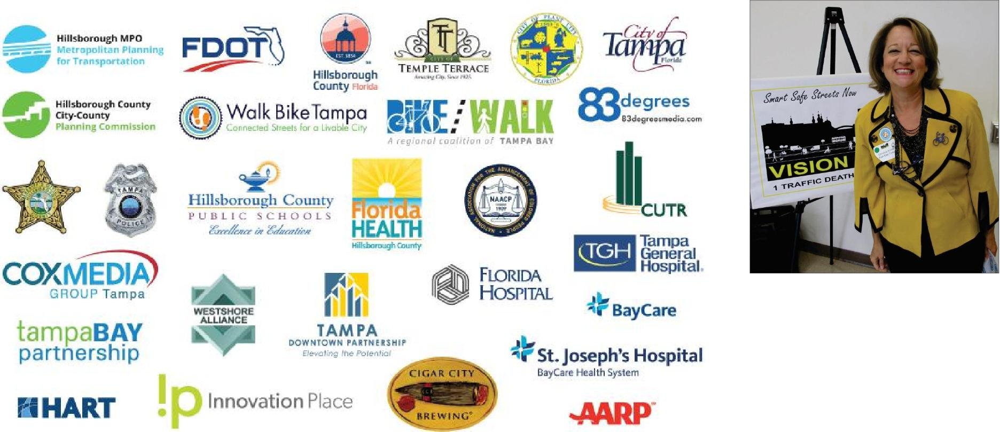 Hillsborough MPO
Metropolitan Planning
for Transportation
FDOT
EST. 1834
SM
Hillsborough
County Florida
TT
CITY OF
TEMPLE TERRACE
Amazing City. Since 1925.
CITY OF PLANT CITY
FLORIDA
City of
Tampa
Florida
Hillsborough County
City-County
Planning Commission
Walk Bike Tampa
Connected Streets for a Livable City
BIKE / WALK
A regional coalition of TAMPA BAY
83degrees
83degreesmedia.com
TAMPA
POLICE
Hillsborough County
PUBLIC SCHOOLS
Excellence in Education
Florida
HEALTH
Hillsborough County
NATIONAL ASSOCIATION FOR THE ADVANCEMENT OF COLORED PEOPLE
NAACP
1909
CUTR
COX MEDIA
GROUP Tampa
WESTSHORE
ALLIANCE
TAMPA
DOWNTOWN PARTNERSHIP
Elevating the Potential
FLORIDA
HOSPITAL
TGH
Tampa
General
Hospital®
BayCare
tampaBAY
partnership
St. Joseph's Hospital
BayCare Health System
HART
!p Innovation Place
CIGAR CITY
CCB
BREWING®
AARP™
Smart Safe Streets Now
VISION
1 TRAFFIC DEATH